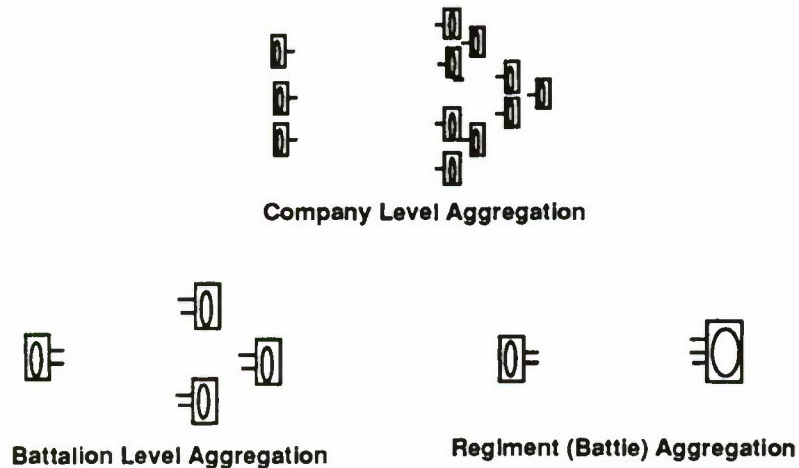 Company Level Aggregation
Battalion Level Aggregation
Regiment (Battle) Aggregation